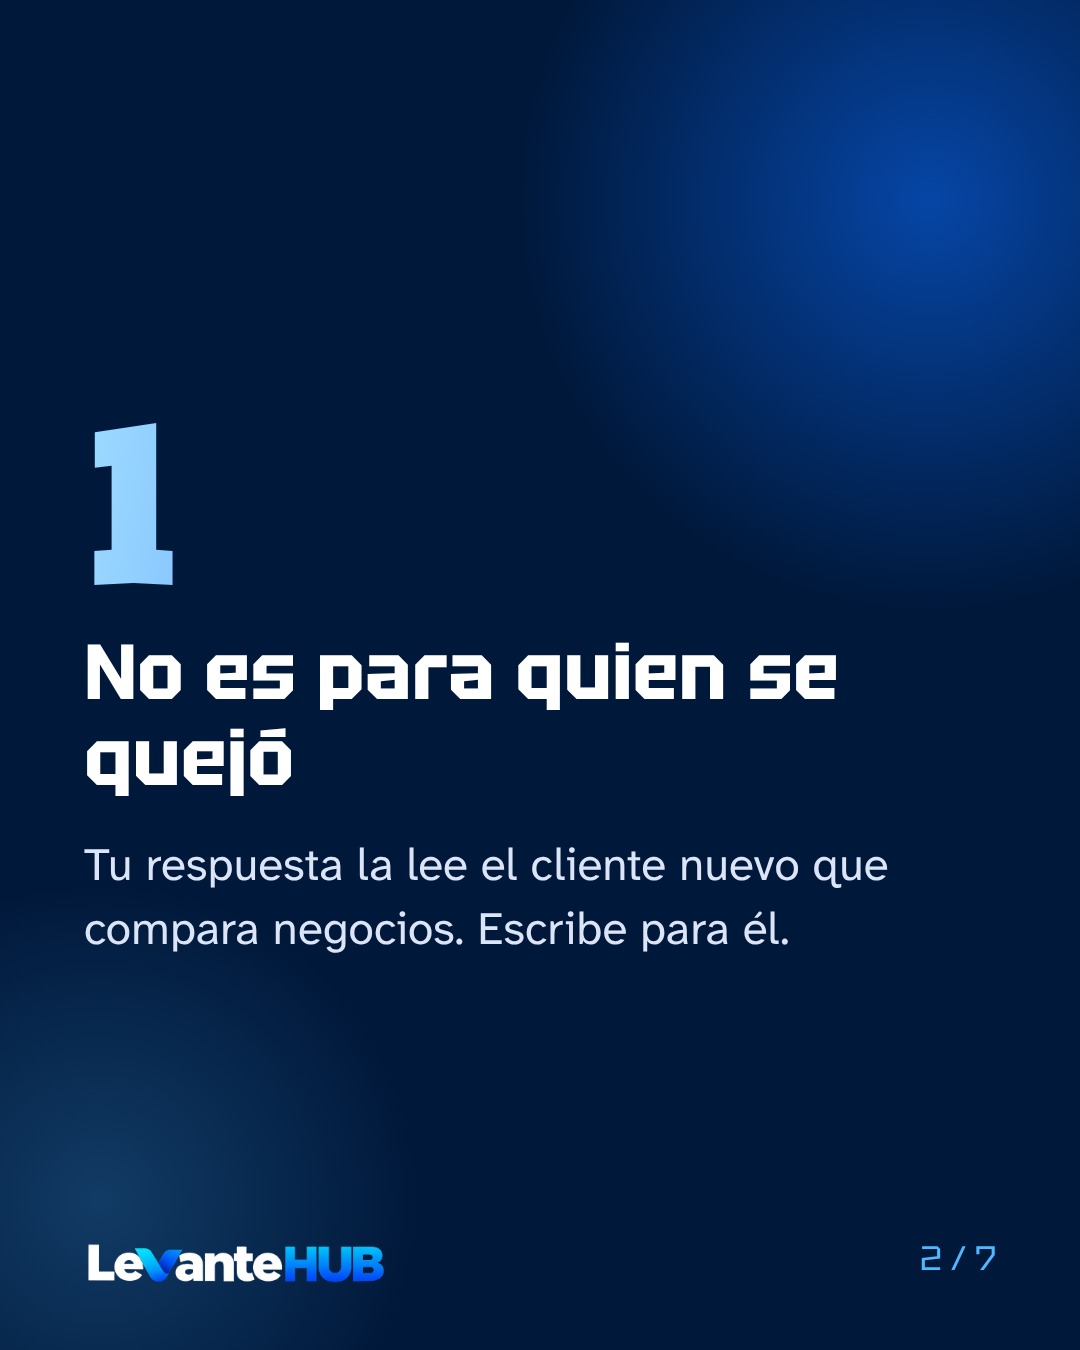 1
No es para quien se
quejó
Tu respuesta la lee el cliente nuevo que
compara negocios. Escribe para él.
LevanteHUB
2 / 7